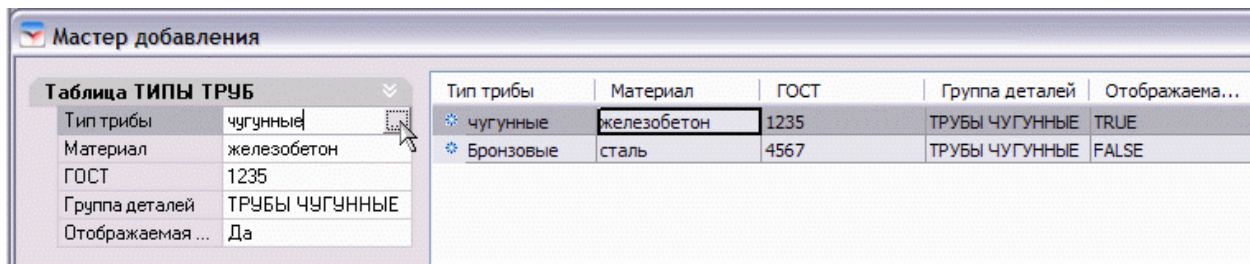 Мастер добавления
Таблица ТИПЫ ТРУБ
Тип трибы чугунные ...
Материал железобетон
ГОСТ 1235
Группа деталей ТРУБЫ ЧУГУННЫЕ
Отображаемая ... Да
Тип трибы Материал ГОСТ Группа деталей Отображаема...
чугунные железобетон 1235 ТРУБЫ ЧУГУННЫЕ TRUE
Бронзовые сталь 4567 ТРУБЫ ЧУГУННЫЕ FALSE